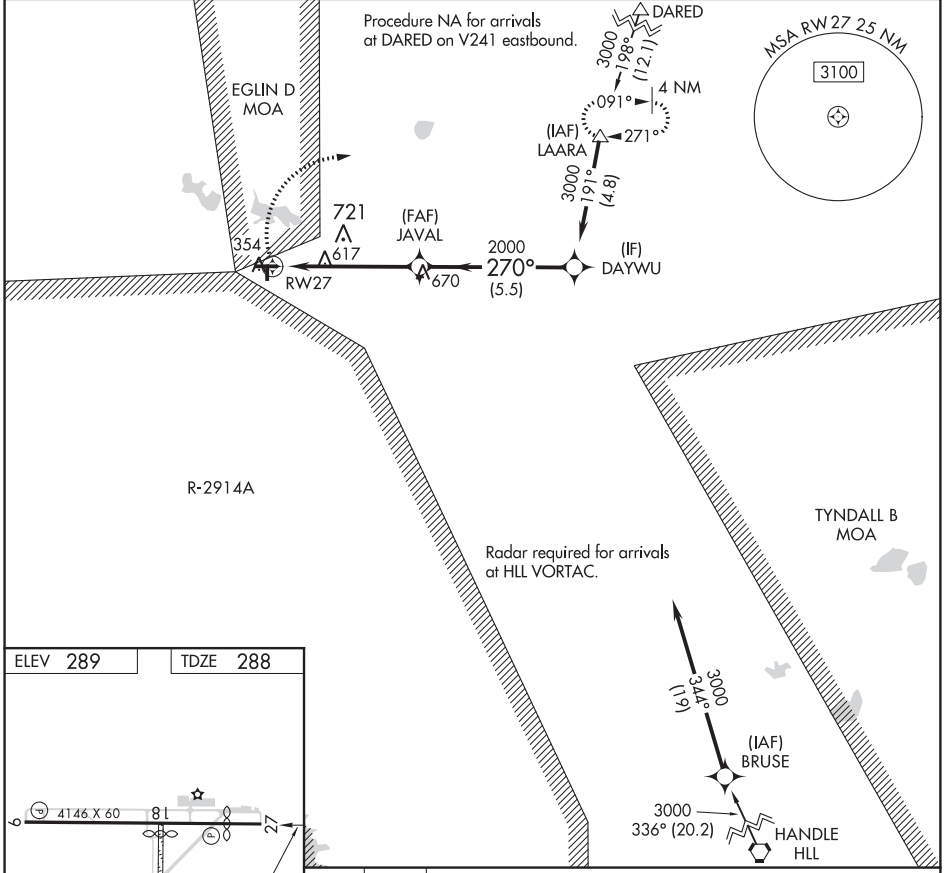 Procedure NA for arrivals
at DARED on V241 eastbound.
DARED
3000
198°
(12.1)
MSA RW27 25 NM
3100
EGLIN D
MOA
091°
4 NM
(IAF)
LAARA
271°
3000
191°
(4.8)
721
354
617
(FAF)
JAVAL
2000
270°
(5.5)
(IF)
DAYWU
RW27
670
R-2914A
TYNDALL B
MOA
Radar required for arrivals
at HLL VORTAC.
3000
344°
(19)
(IAF)
BRUSE
3000
336° (20.2)
HANDLE
HLL
ELEV 289
TDZE 288
P
4146 X 60
18
9
27
P